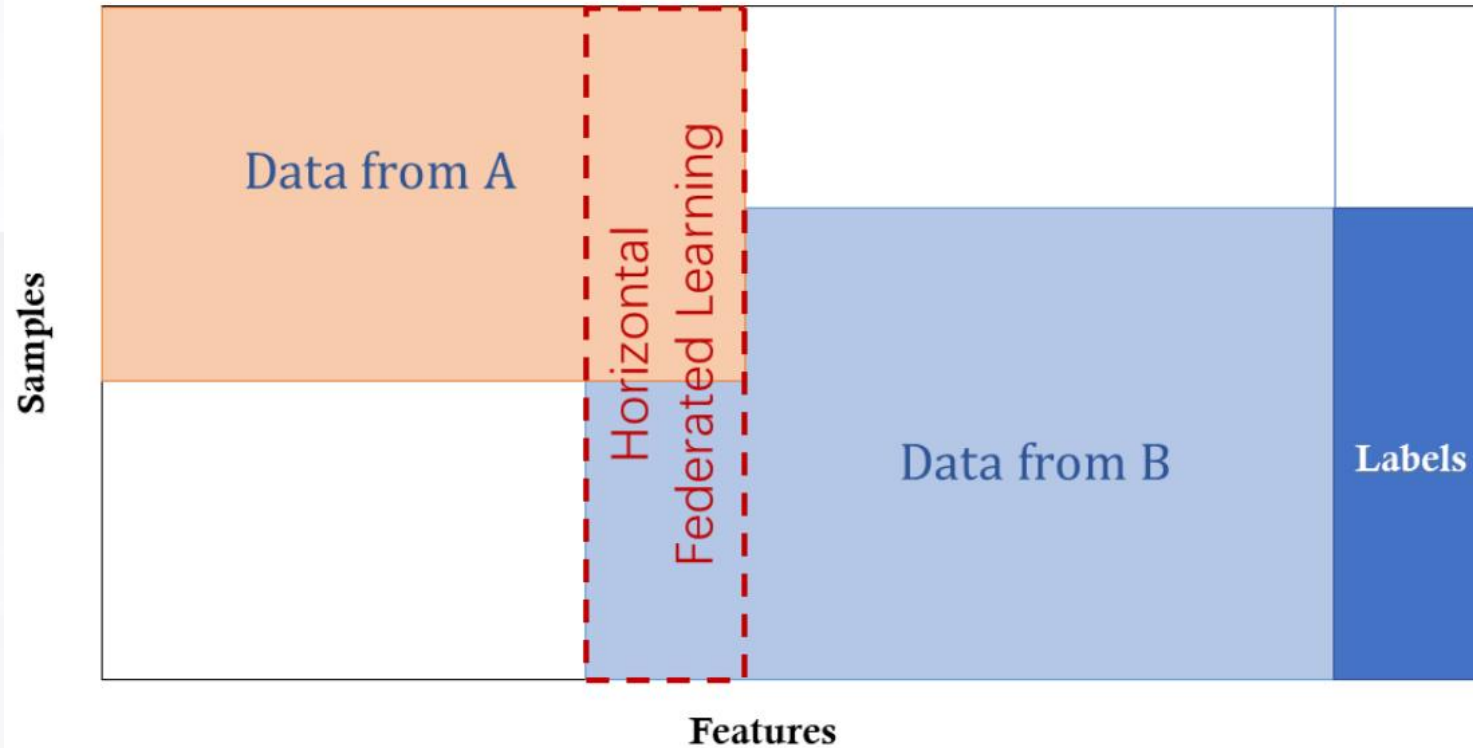 Data from A
Horizontal
Federated Learning
Samples
Data from B
Labels
Features